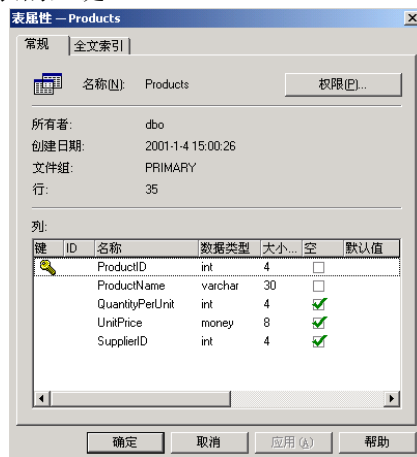 表属性 — Products
常规 全文索引
名称(N): Products 权限(P)...
所有者: dbo
创建日期: 2001-1-4 15:00:26
文件组: PRIMARY
行: 35
列:
键 ID 名称 数据类型 大小... 空 默认值
ProductID int 4
ProductName varchar 30
QuantityPerUnit int 4
UnitPrice money 8
SupplierID int 4
确定 取消 应用(A) 帮助